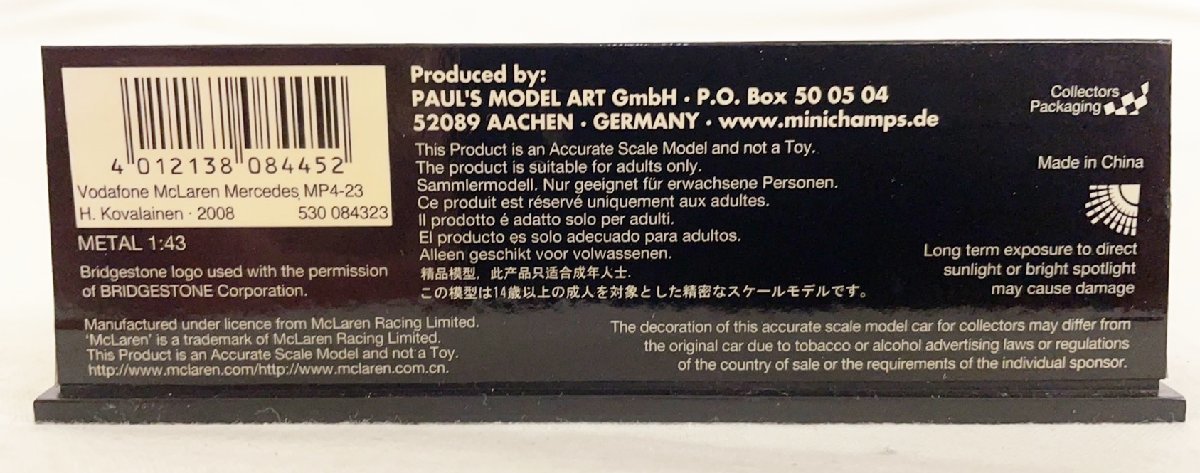 4 012138 084452
Vodafone McLaren Mercedes MP4-23
H. Kovalainen · 2008 530 084323
METAL 1:43
Bridgestone logo used with the permission
of BRIDGESTONE Corporation.
Produced by:
PAUL'S MODEL ART GmbH · P.O. Box 50 05 04
52089 AACHEN · GERMANY · www.minichamps.de
This Product is an Accurate Scale Model and not a Toy.
The product is suitable for adults only.
Sammlermodell. Nur geeignet für erwachsene Personen.
Ce produit est réservé uniquement aux adultes.
Il prodotto é adatto solo per adulti.
El producto es solo adecuado para adultos.
Alleen geschikt voor volwassenen.
精品模型，此产品只适合成年人士.
この模型は14歳以上の成人を対象とした精密なスケールモデルです。
Collectors
Packaging
Made in China
Long term exposure to direct
sunlight or bright spotlight
may cause damage
Manufactured under licence from McLaren Racing Limited.
'McLaren' is a trademark of McLaren Racing Limited.
This Product is an Accurate Scale Model and not a Toy.
http://www.mclaren.com/http://www.mclaren.com.cn.
The decoration of this accurate scale model car for collectors may differ from
the original car due to tobacco or alcohol advertising laws or regulations
of the country of sale or the requirements of the individual sponsor.